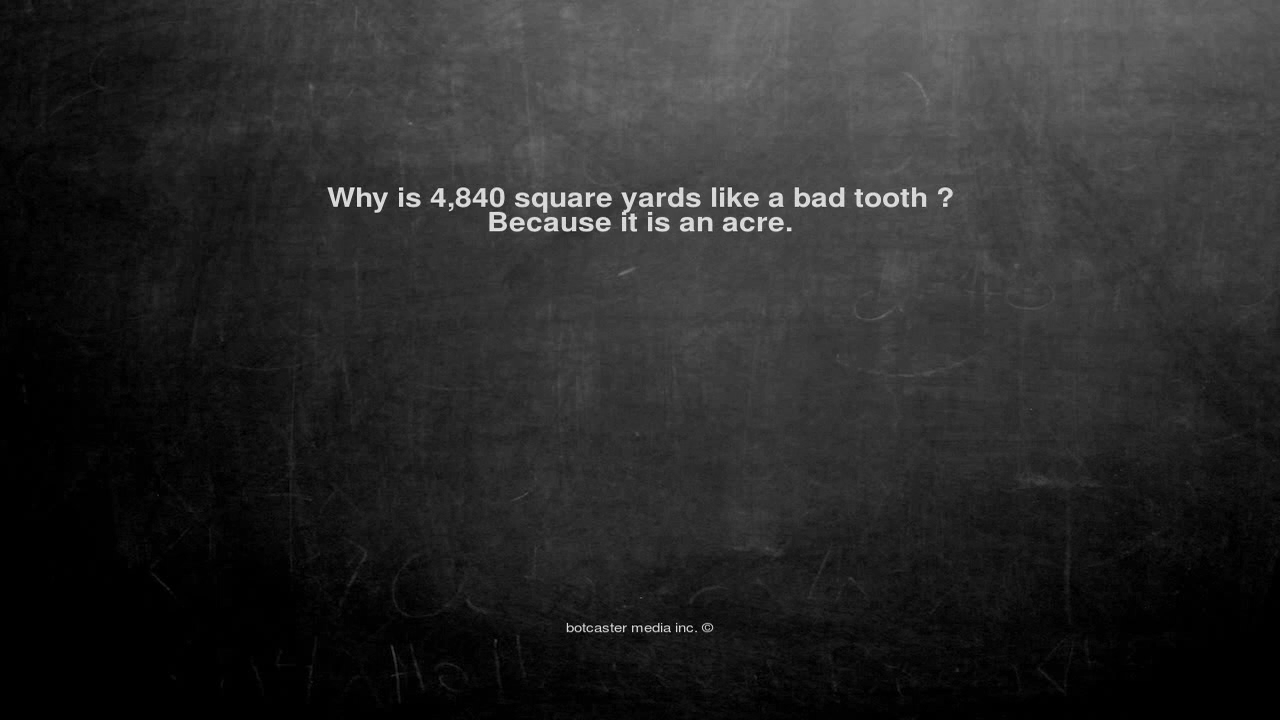 Why is 4,840 square yards like a bad tooth ?
Because it is an acre.
botcaster media inc. ©